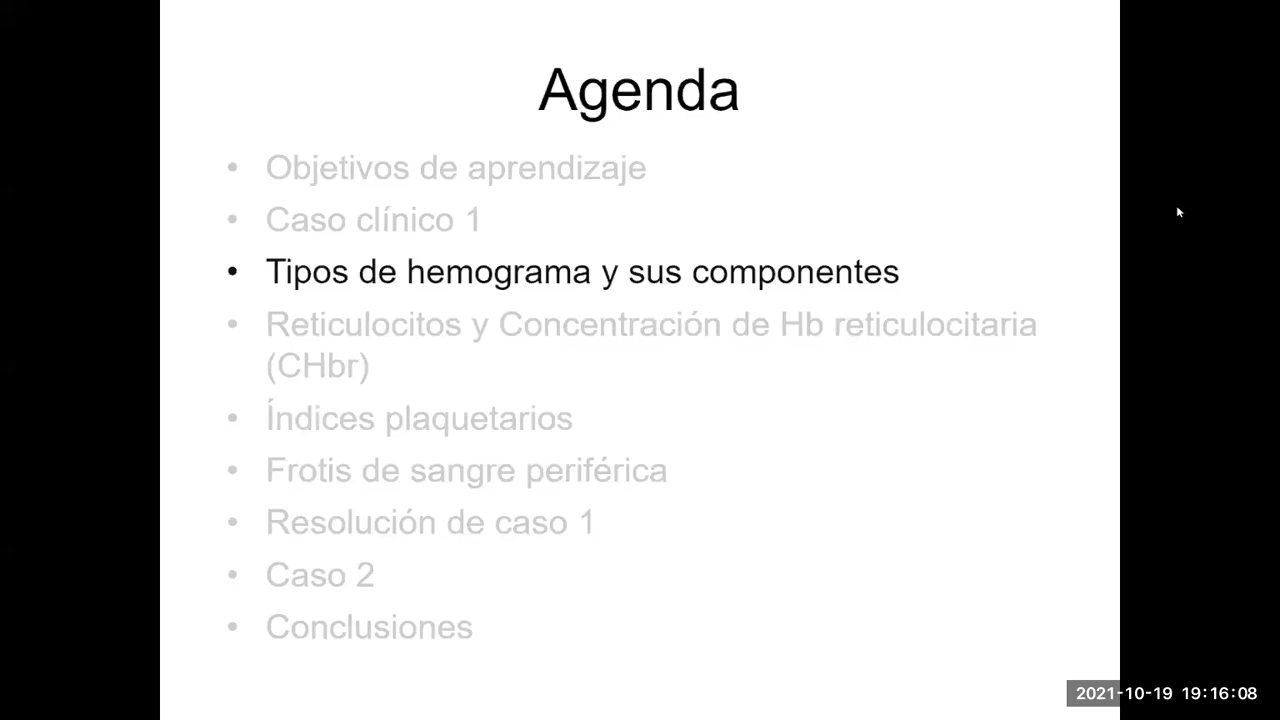 Agenda
• Objetivos de aprendizaje
• Caso clínico 1
• Tipos de hemograma y sus componentes
• Reticulocitos y Concentración de Hb reticulocitaria
(CHbr)
• Índices plaquetarios
• Frotis de sangre periférica
• Resolución de caso 1
• Caso 2
• Conclusiones
2021-10-19 19:16:08